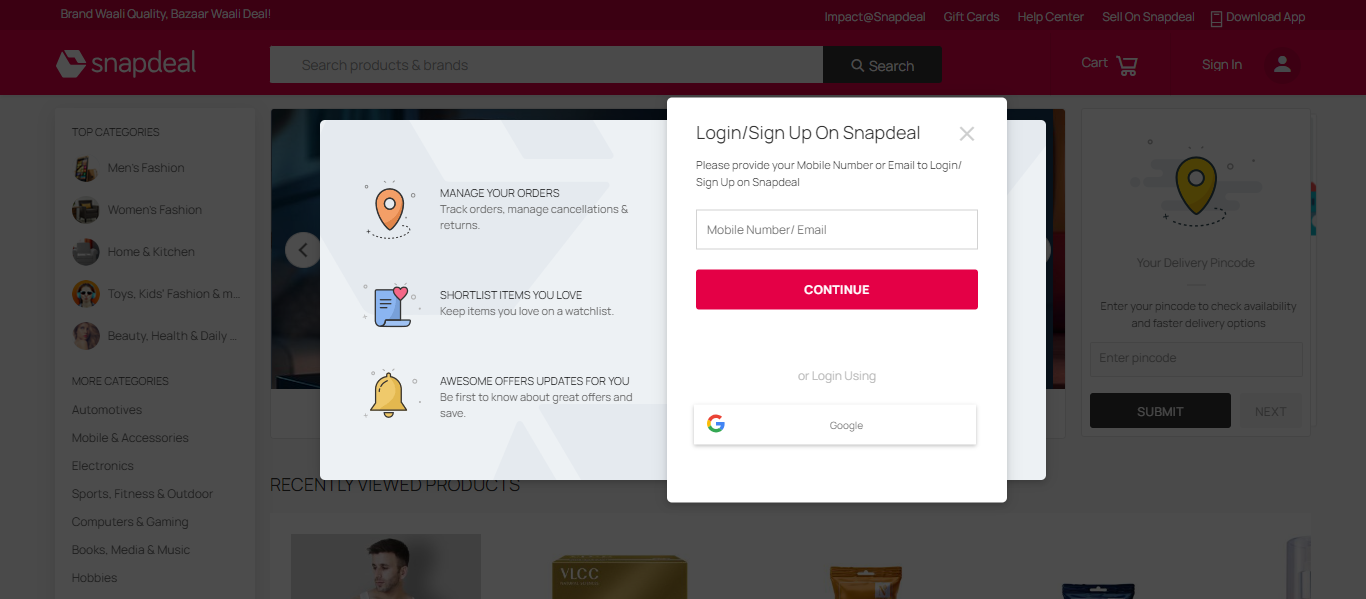 Brand Waali Quality, Bazaar Waali Deal!
Impact@Snapdeal
Gift Cards
Help Center
Sell On Snapdeal
Download App
snapdeal
Search products & brands
Search
Cart
Sign In
TOP CATEGORIES
Men's Fashion
Women's Fashion
Home & Kitchen
Toys, Kids' Fashion & m...
Beauty, Health & Daily ...
MORE CATEGORIES
Automotives
Mobile & Accessories
Electronics
Sports, Fitness & Outdoor
Computers & Gaming
Books, Media & Music
Hobbies
MANAGE YOUR ORDERS
Track orders, manage cancellations &
returns.
SHORTLIST ITEMS YOU LOVE
Keep items you love on a watchlist.
AWESOME OFFERS UPDATES FOR YOU
Be first to know about great offers and
save.
Login/Sign Up On Snapdeal
Please provide your Mobile Number or Email to Login/
Sign Up on Snapdeal
Mobile Number/ Email
CONTINUE
or Login Using
Google
Your Delivery Pincode
Enter your pincode to check availability
and faster delivery options
Enter pincode
SUBMIT
NEXT
RECENTLY VIEWED PRODUCTS
VLCC